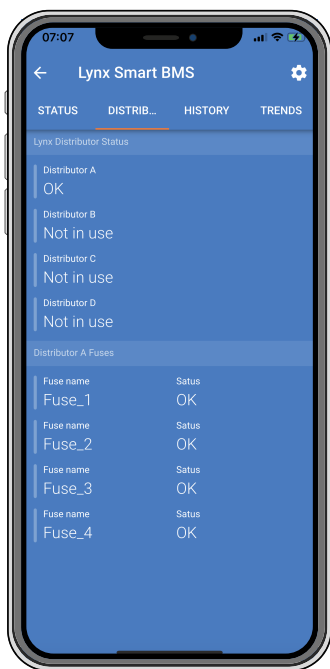 07:07
Lynx Smart BMS
STATUS DISTRIB... HISTORY TRENDS
Lynx Distributor Status
Distributor A
OK
Distributor B
Not in use
Distributor C
Not in use
Distributor D
Not in use
Distributor A Fuses
Fuse name Satus
Fuse_1 OK
Fuse name Satus
Fuse_2 OK
Fuse name Satus
Fuse_3 OK
Fuse name Satus
Fuse_4 OK